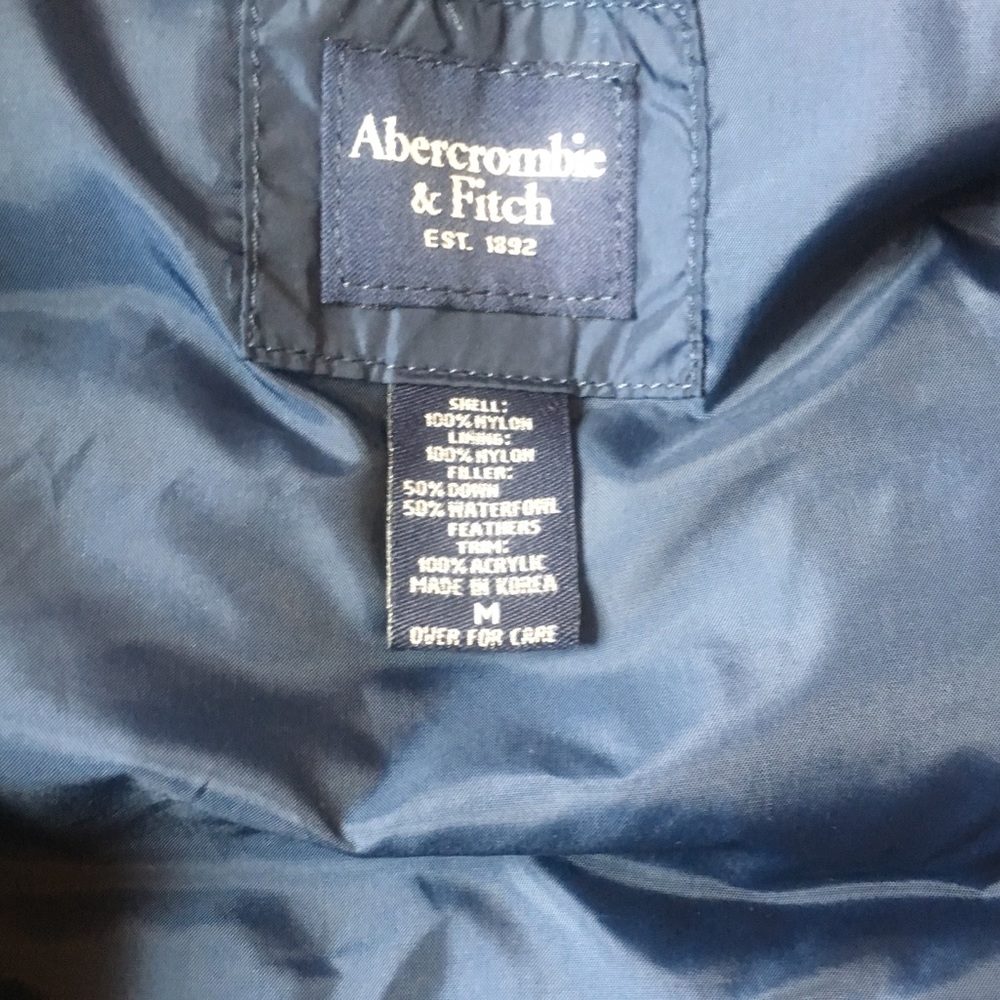 Abercrombie
& Fitch
EST. 1892
SHELL:
100% NYLON
LINING:
100% NYLON
FILLER:
50% DOWN
50% WATERFOWL
FEATHERS
TRIM:
100% ACRYLIC
MADE IN KOREA
M
OVER FOR CARE